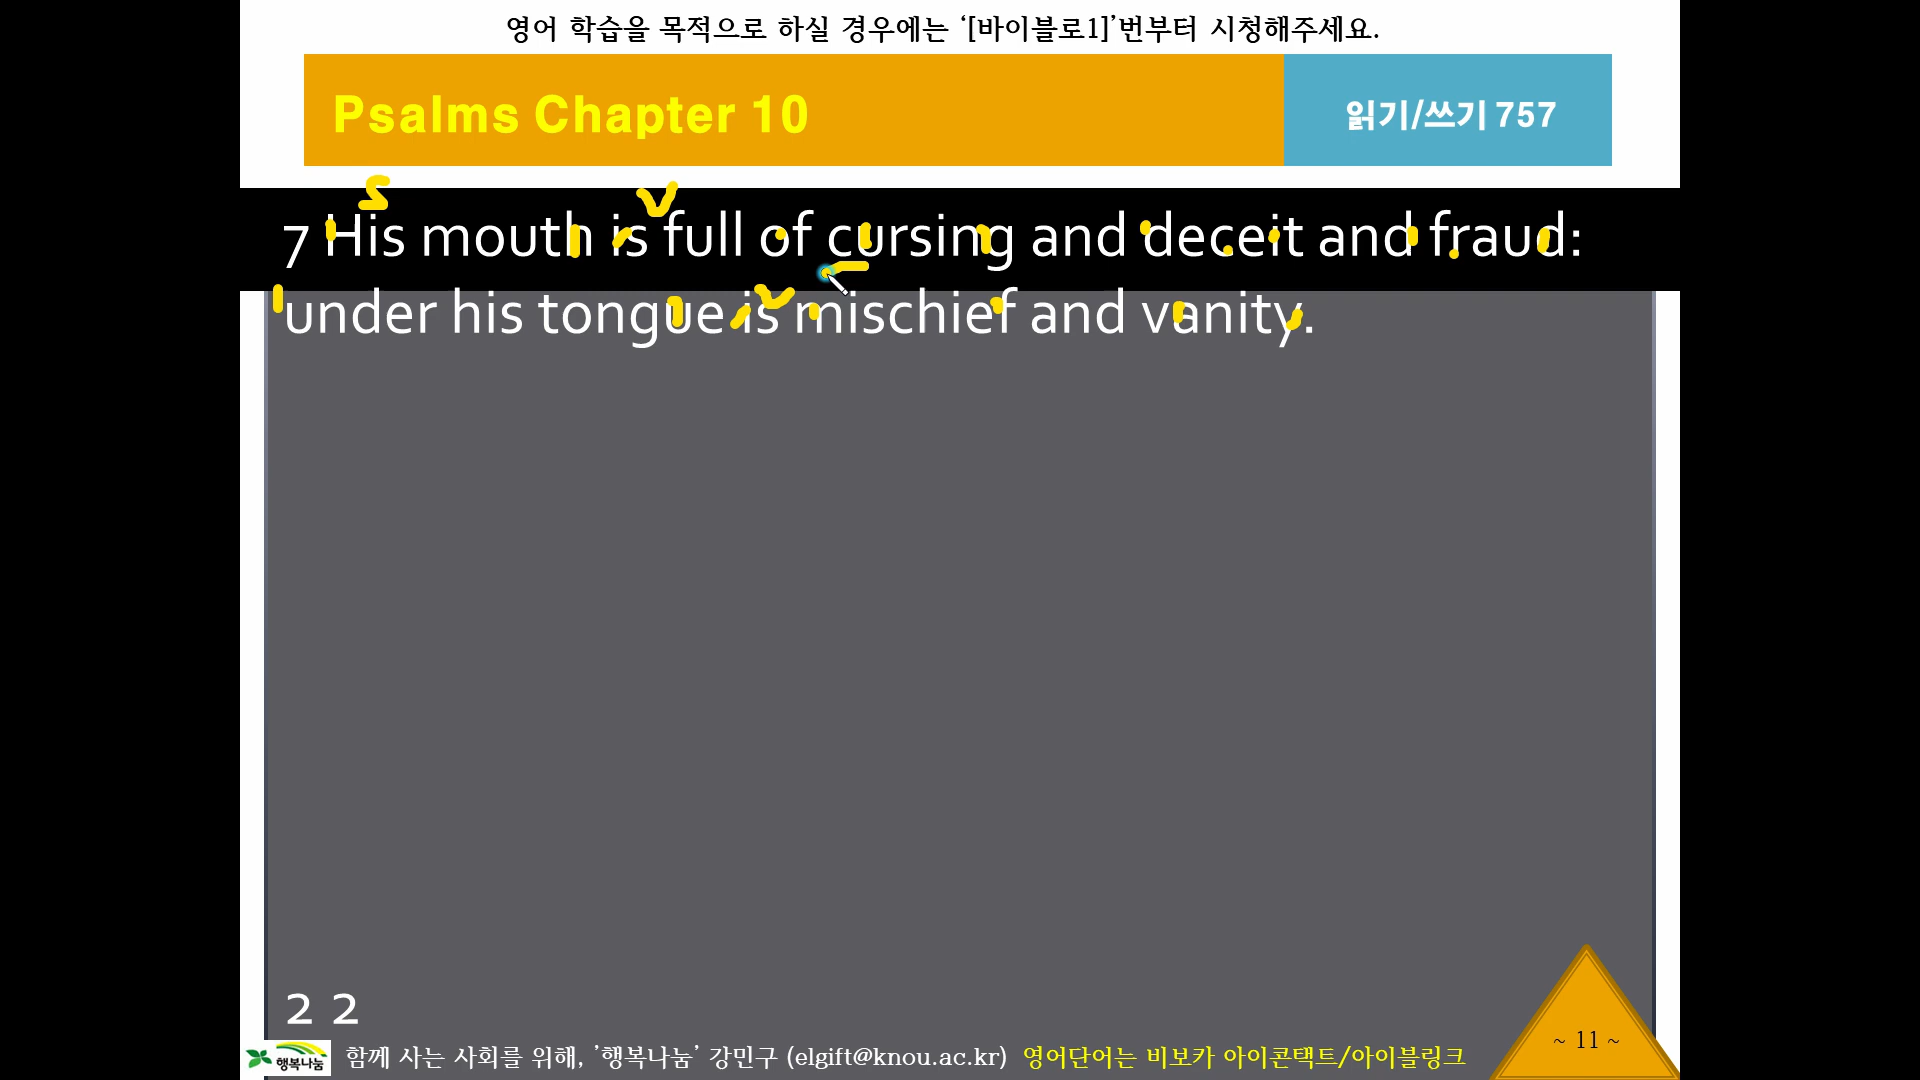 영어 학습을 목적으로 하실 경우에는 ‘[바이블로1]’번부터 시청해주세요.
Psalms Chapter 10
읽기/쓰기 757
S V
7 His mouth is full of cursing and deceit and fraud:
V
under his tongue is mischief and vanity.
2 2
~ 11 ~
행복나눔 함께 사는 사회를 위해, ’행복나눔’ 강민구 (elgift@knou.ac.kr) 영어단어는 비보카 아이콘택트/아이블링크